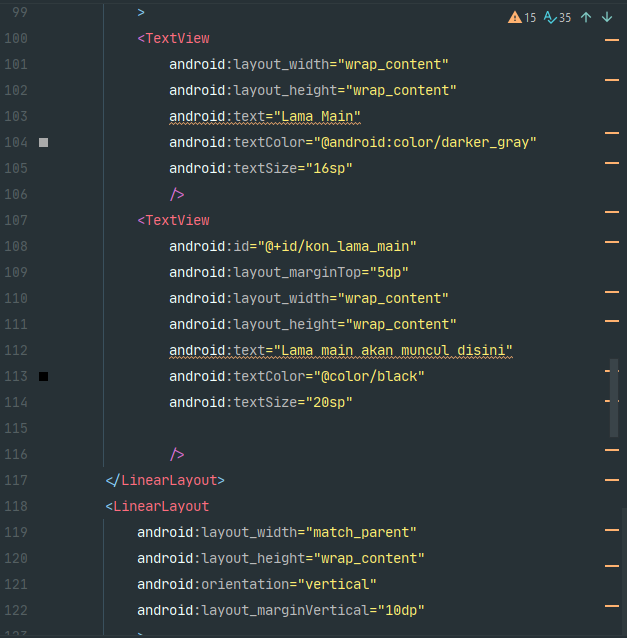 15 35
99 >
100 <TextView
101 android:layout_width="wrap_content"
102 android:layout_height="wrap_content"
103 android:text="Lama Main"
104 android:textColor="@android:color/darker_gray"
105 android:textSize="16sp"
106 />
107 <TextView
108 android:id="@+id/kon_lama_main"
109 android:layout_marginTop="5dp"
110 android:layout_width="wrap_content"
111 android:layout_height="wrap_content"
112 android:text="Lama main akan muncul disini"
113 android:textColor="@color/black"
114 android:textSize="20sp"
115
116 />
117 </LinearLayout>
118 <LinearLayout
119 android:layout_width="match_parent"
120 android:layout_height="wrap_content"
121 android:orientation="vertical"
122 android:layout_marginVertical="10dp"
123 >